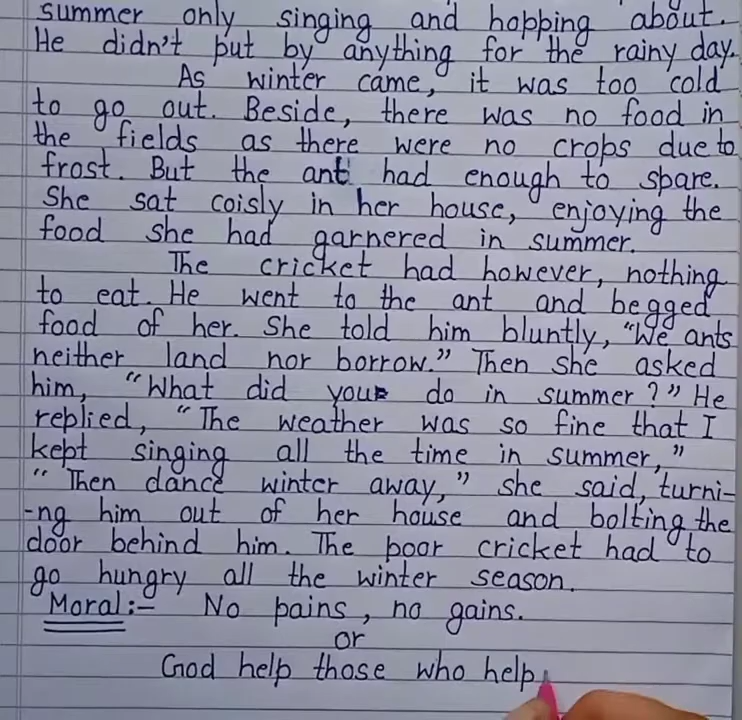 summer only singing and hopping about.
He didn't put by anything for the rainy day.
As winter came, it was too cold
to go out. Beside, there was no food in
the fields as there were no crops due to
frost. But the ant had enough to spare.
She sat coisly in her house, enjoying the
food she had garnered in summer.
The cricket had however, nothing
to eat. He went to the ant and begged
food of her. She told him bluntly, "We ants
neither land nor borrow." Then she asked
him, "What did you do in summer?" He
replied, "The weather was so fine that I
kept singing all the time in summer,"
"Then dance winter away," she said, turni-
-ng him out of her house and bolting the
door behind him. The poor cricket had to
go hungry all the winter season.
Moral:- No pains, no gains.
or
God help those who help